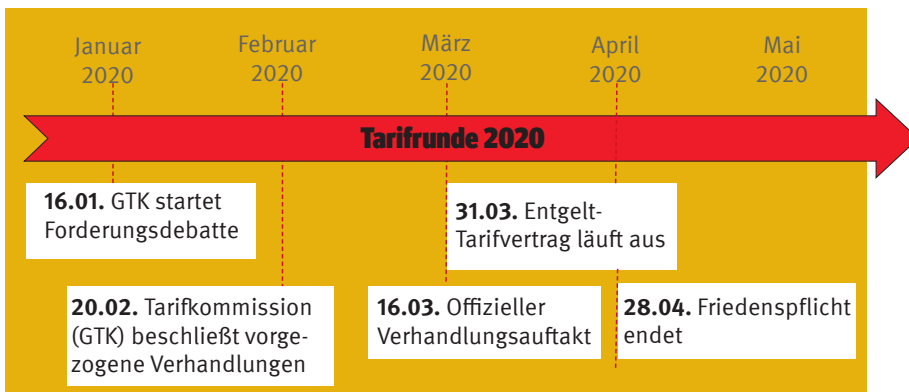 Januar
2020
Februar
2020
März
2020
April
2020
Mai
2020
Tarifrunde 2020
16.01. GTK startet
Forderungsdebatte
31.03. Entgelt-
Tarifvertrag läuft aus
20.02. Tarifkommission
(GTK) beschließt vorge-
zogene Verhandlungen
16.03. Offizieller
Verhandlungsauftakt
28.04. Friedenspflicht
endet